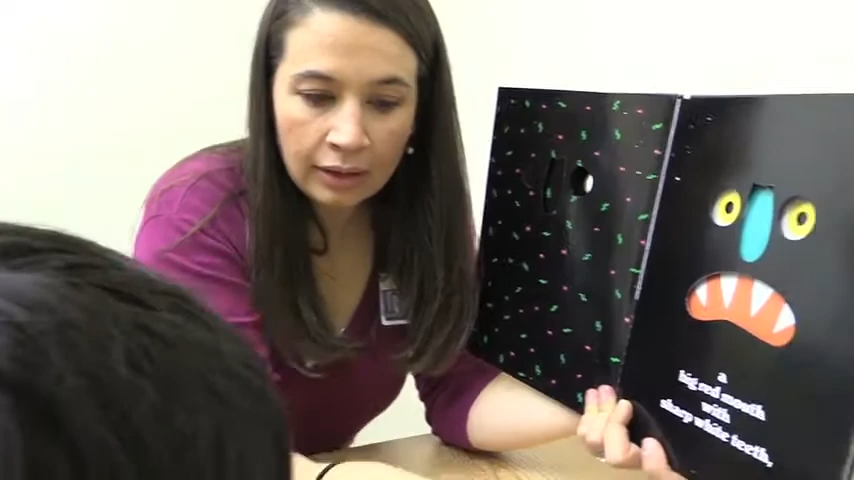 a
big red mouth
with
sharp white teeth,